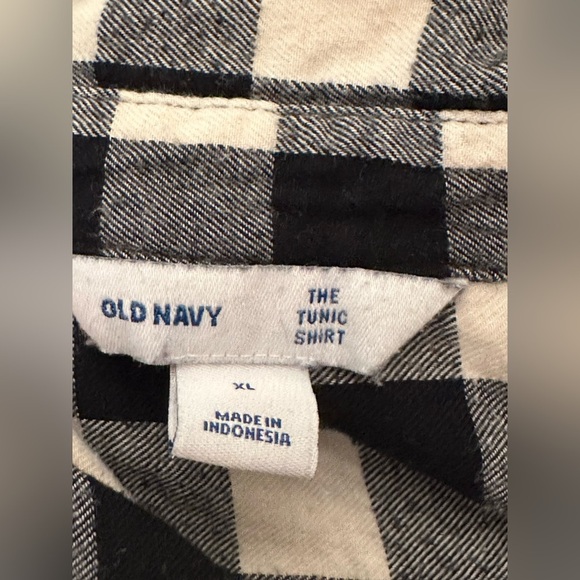 OLD NAVY
THE
TUNIC
SHIRT
XL
MADE IN
INDONESIA